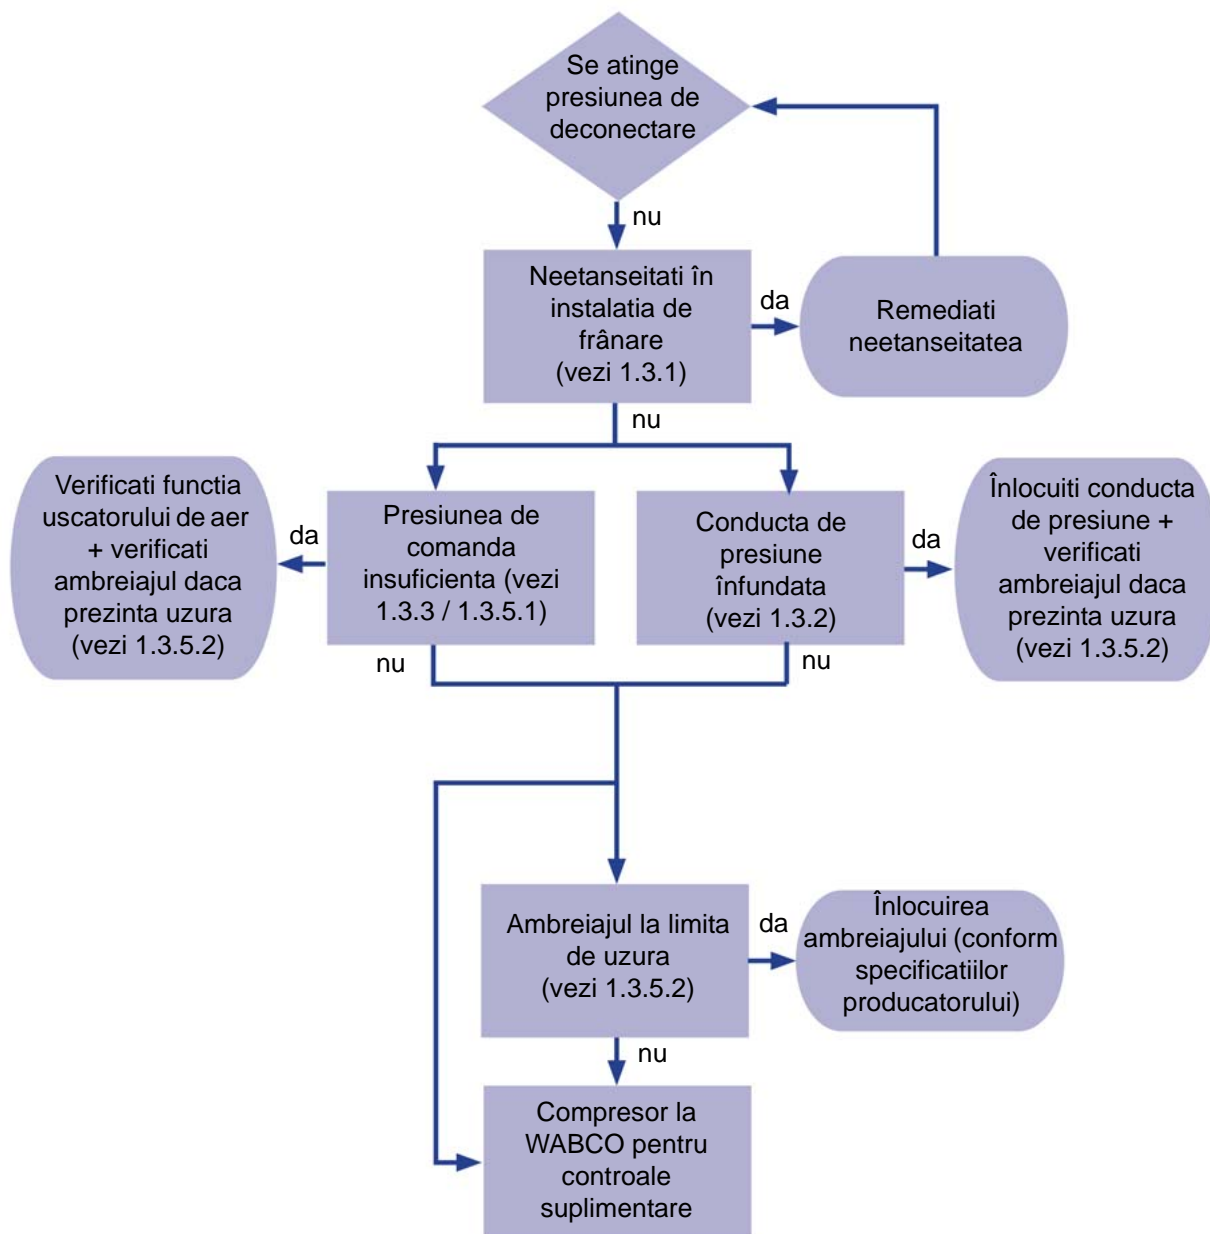 Se atinge
presiunea de
deconectare
nu
Neetanseitati în
instalatia de
frânare
(vezi 1.3.1)
da
Remediati
neetanseitatea
nu
Verificati functia
uscatorului de aer
+ verificati
ambreiajul daca
prezinta uzura
(vezi 1.3.5.2)
da
Presiunea de
comanda
insuficienta (vezi
1.3.3 / 1.3.5.1)
nu
Conducta de
presiune
înfundata
(vezi 1.3.2)
da
nu
Înlocuiti conducta
de presiune +
verificati
ambreiajul daca
prezinta uzura
(vezi 1.3.5.2)
Ambreiajul la limita
de uzura
(vezi 1.3.5.2)
da
Înlocuirea
ambreiajului (conform
specificatiilor
producatorului)
nu
Compresor la
WABCO pentru
controale
suplimentare